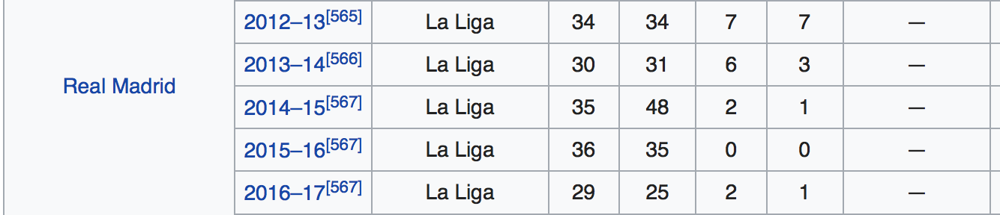 2012–13[565] La Liga 34 34 7 7 —
2013–14[566] La Liga 30 31 6 3 —
Real Madrid
2014–15[567] La Liga 35 48 2 1 —
2015–16[567] La Liga 36 35 0 0 —
2016–17[567] La Liga 29 25 2 1 —